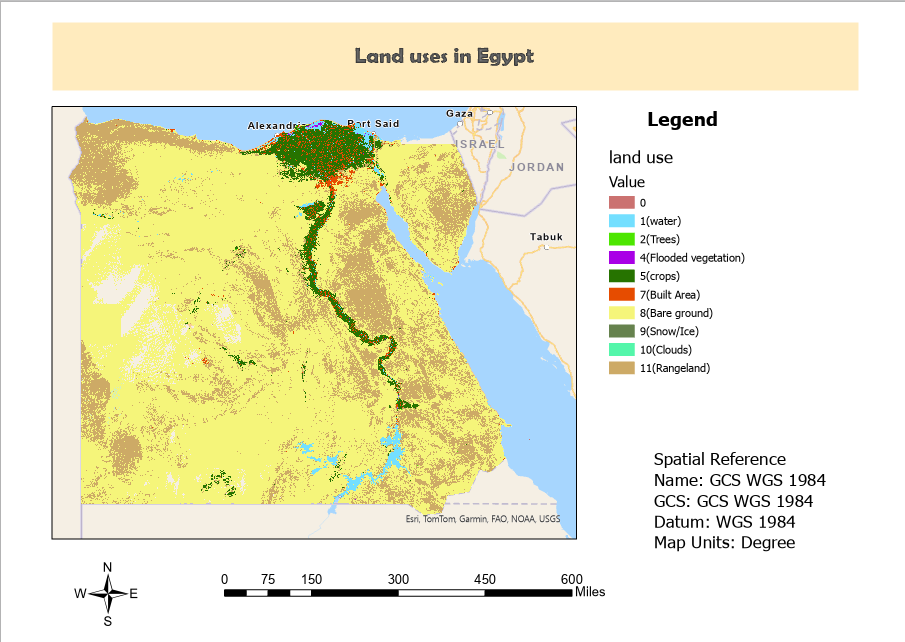 Land uses in Egypt
Alexandria
Port Said
Gaza
ISRAEL
JORDAN
Tabuk
Esri, TomTom, Garmin, FAO, NOAA, USGS
Legend
land use
Value
0
1(water)
2(Trees)
4(Flooded vegetation)
5(crops)
7(Built Area)
8(Bare ground)
9(Snow/Ice)
10(Clouds)
11(Rangeland)
Spatial Reference
Name: GCS WGS 1984
GCS: GCS WGS 1984
Datum: WGS 1984
Map Units: Degree
N
W E
S
0 75 150 300 450 600
Miles